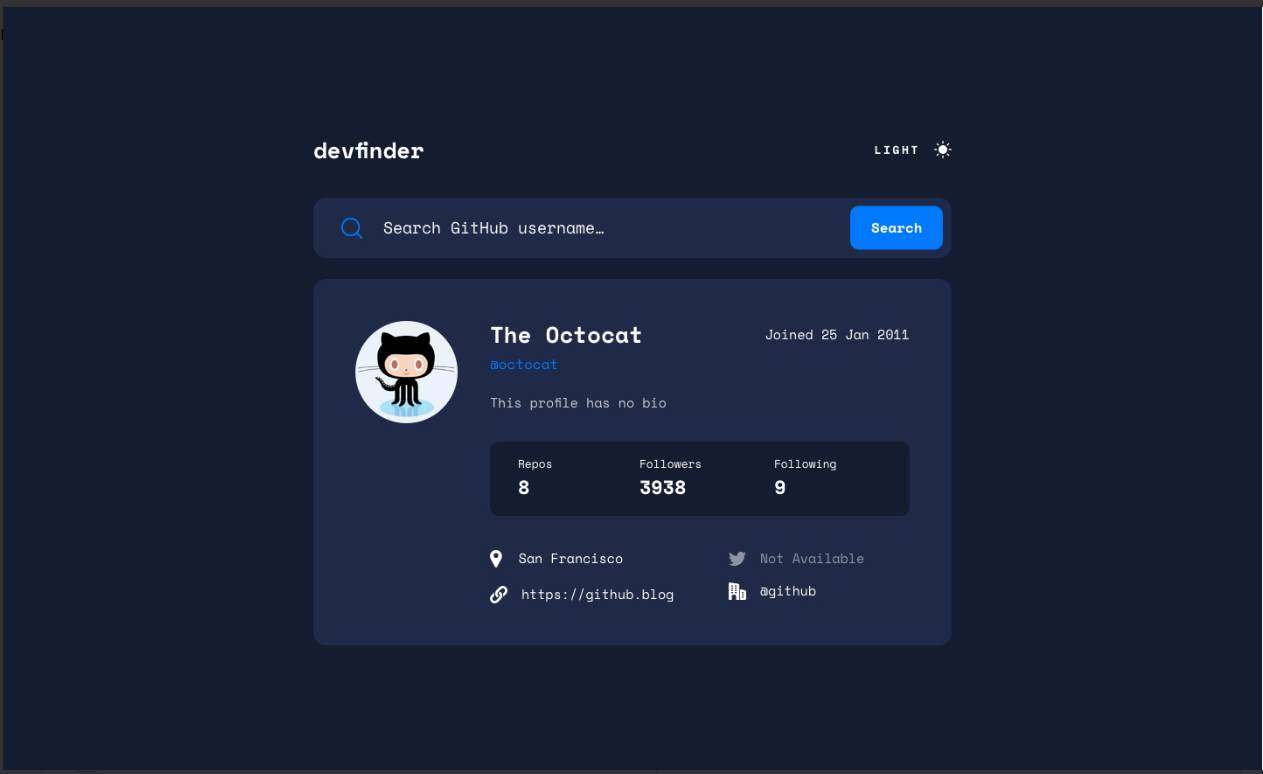 devfinder
LIGHT
Search GitHub username…
Search
The Octocat
Joined 25 Jan 2011
@octocat
This profile has no bio
Repos Followers Following
8 3938 9
San Francisco
Not Available
https://github.blog
@github